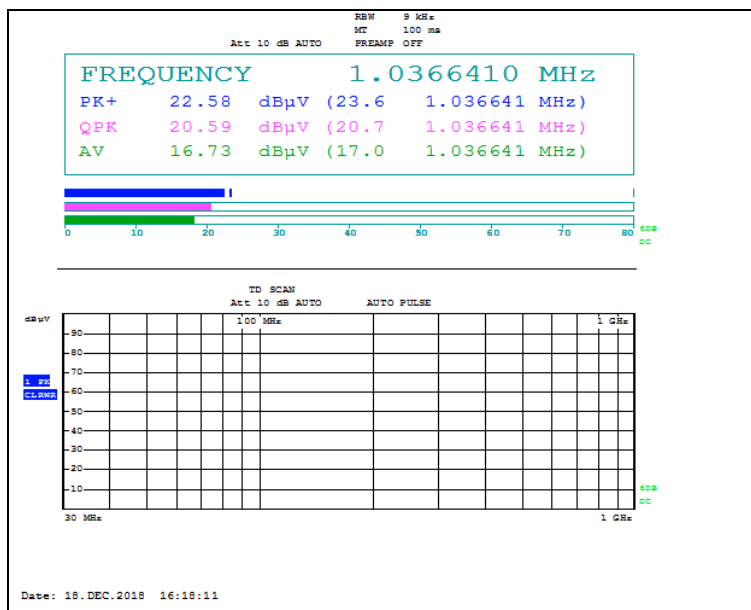 RBW 9 kHz
MT 100 ms
Att 10 dB AUTO PREAMP OFF
FREQUENCY 1.0366410 MHz
PK+ 22.58 dBµV (23.6 1.036641 MHz)
QPK 20.59 dBµV (20.7 1.036641 MHz)
AV 16.73 dBµV (17.0 1.036641 MHz)
0 10 20 30 40 50 60 70 80
6DB
DC
TD SCAN
Att 10 dB AUTO AUTO PULSE
dBµV 100 MHz 1 GHz
90
80
70
1 PK
60
CLRWR
50
40
30
20
10
6DB
DC
30 MHz 1 GHz
Date: 18.DEC.2018 16:18:11